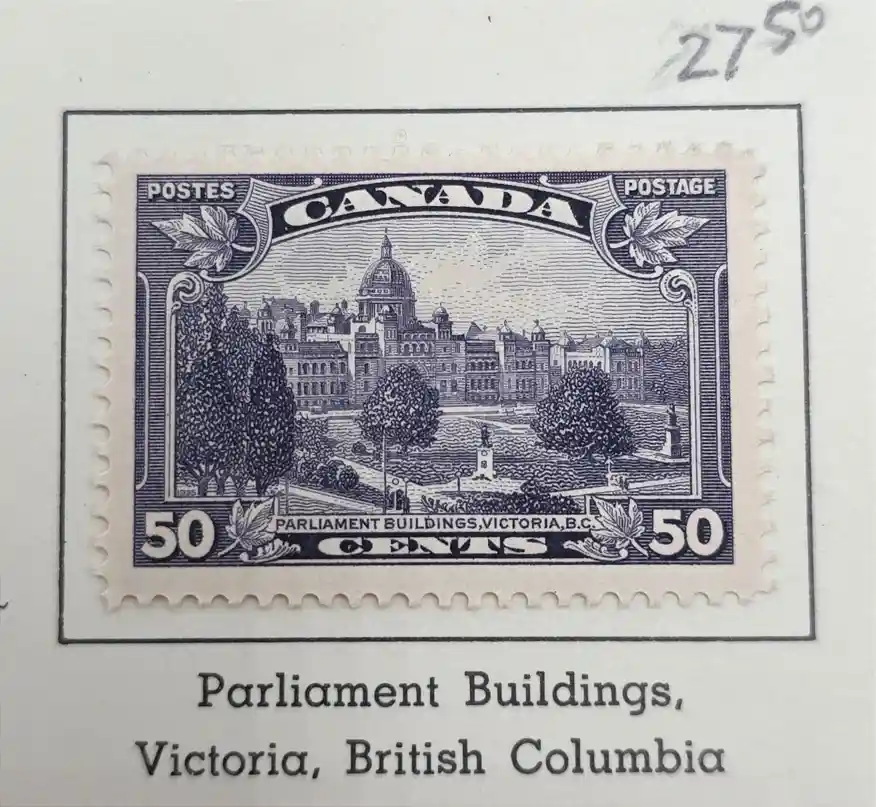 27 50
POSTES CANADA POSTAGE
PARLIAMENT BUILDINGS, VICTORIA, B.C.
50 CENTS 50
Parliament Buildings,
Victoria, British Columbia